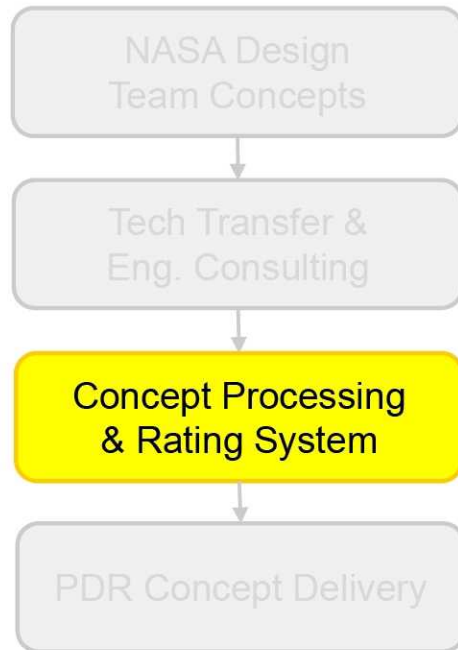 NASA Design
Team Concepts
Tech Transfer &
Eng. Consulting
Concept Processing
& Rating System
PDR Concept Delivery